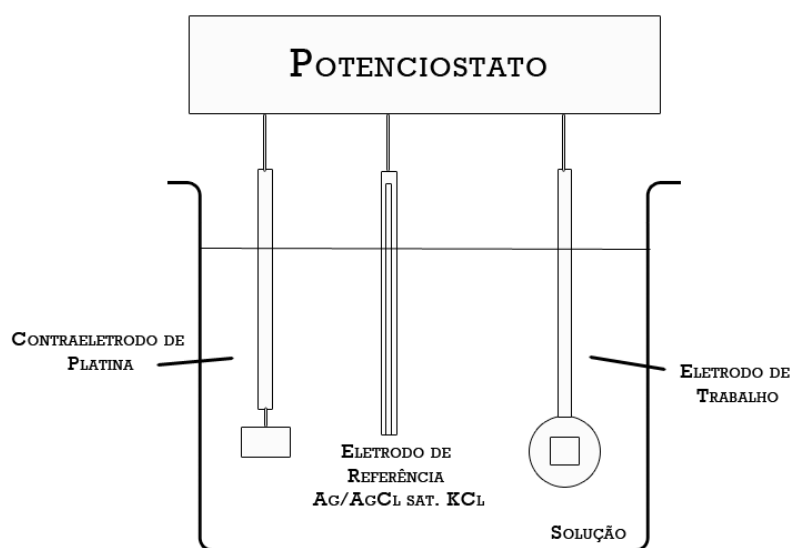 Potenciostato
Contraeletrodo de
Platina
Eletrodo de
Trabalho
Eletrodo de
Referência
Ag/AgCl sat. KCl
Solução